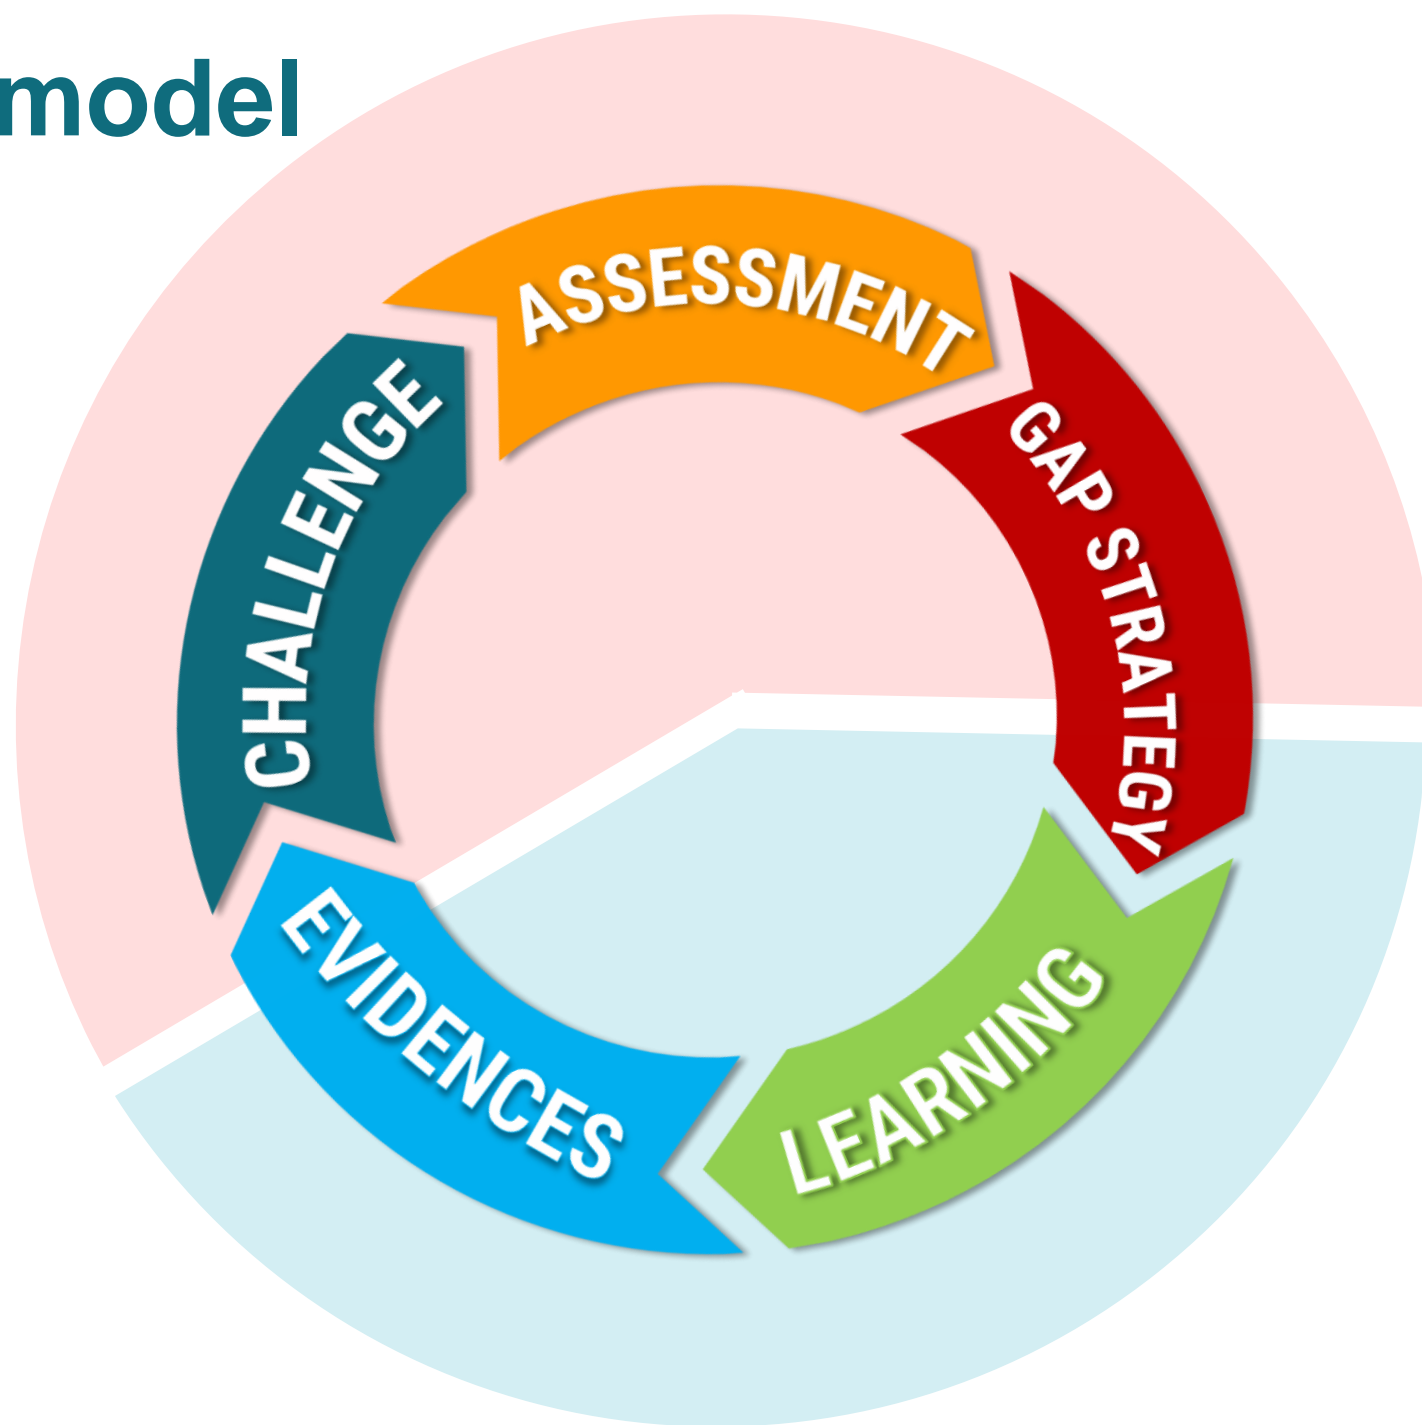 model
ASSESSMENT
GAP STRATEGY
LEARNING
EVIDENCES
CHALLENGE